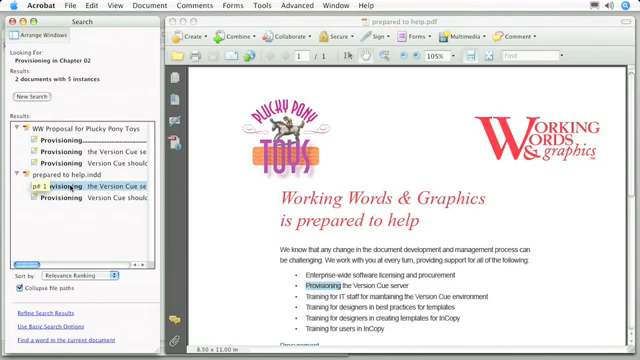 Acrobat File Edit View Document Comments Forms Tools Advanced Window Help
Search
prepared to help.pdf
Arrange Windows
Create Combine Collaborate Secure Sign Forms Multimedia Comment
Looking For:
Provisioning in Chapter 02
Results:
2 documents with 5 instances
1 / 1 105% Find
New Search
Results:
WW Proposal for Plucky Pony Toys
Provisioning
Provisioning the Version Cue se
Provisioning Version Cue shoulc
prepared to help.indd
p# 1 visioning the Version Cue se
Provisioning Version Cue shoulc
Sort by: Relevance Ranking
Collapse file paths
Refine Search Results
Use Basic Search Options
Find a word in the current document
PLUCKY PONY
TOYS
WORKING
WORDS
& graphics
Working Words & Graphics
is prepared to help
We know that any change in the document development and management process can
be challenging. We work with you at every turn, providing support for all of the following:
• Enterprise-wide software licensing and procurement
• Provisioning the Version Cue server
• Training for IT staff for maintaining the Version Cue environment
• Training for designers in best practices for templates
• Training for designers in creating templates for InCopy
• Training for users in InCopy
Procurement
8.50 x 11.00 in